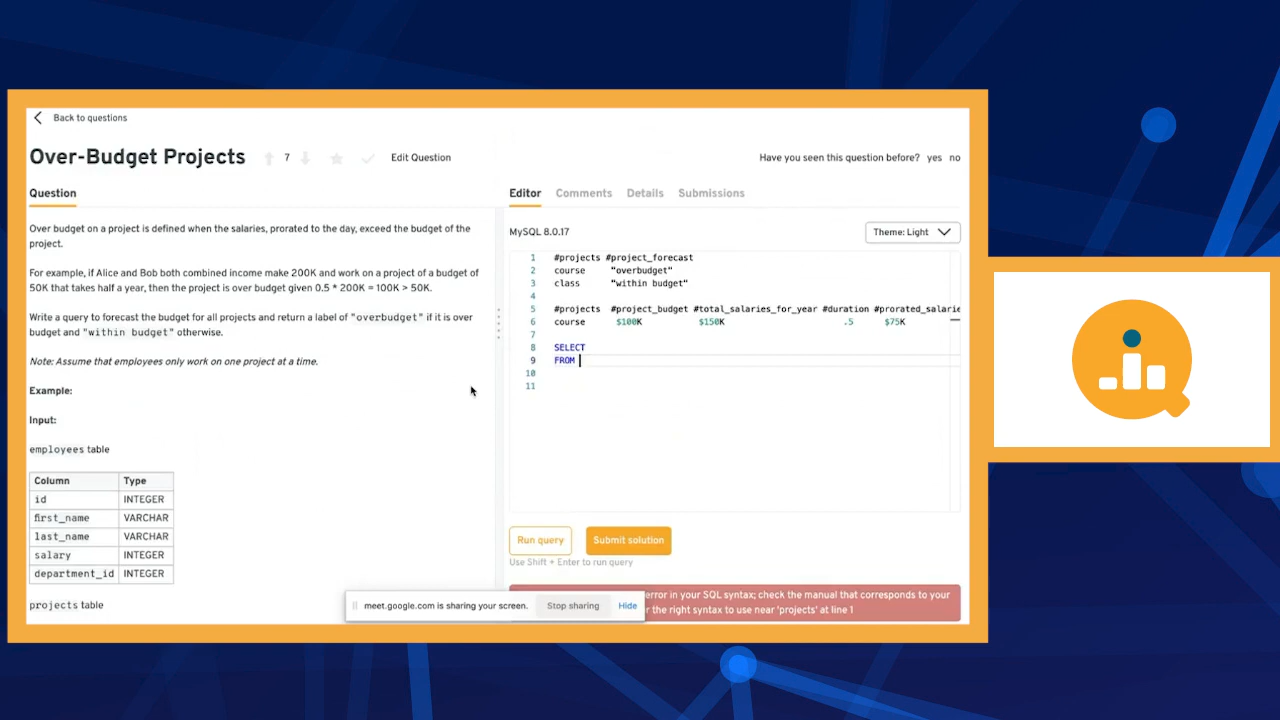 Back to questions
Over-Budget Projects
7
Edit Question
Have you seen this question before? yes no
Question
Editor
Comments
Details
Submissions
Over budget on a project is defined when the salaries, prorated to the day, exceed the budget of the
project.
For example, if Alice and Bob both combined income make 200K and work on a project of a budget of
50K that takes half a year, then the project is over budget given 0.5 * 200K = 100K > 50K.
Write a query to forecast the budget for all projects and return a label of "overbudget" if it is over
budget and "within budget" otherwise.
Note: Assume that employees only work on one project at a time.
Example:
Input:
employees table
Column Type
id INTEGER
first_name VARCHAR
last_name VARCHAR
salary INTEGER
department_id INTEGER
projects table
MySQL 8.0.17
Theme: Light
1 #projects #project_forecast
2 course "overbudget"
3 class "within budget"
4
5 #projects #project_budget #total_salaries_for_year #duration #prorated_salarie
6 course $100K $150K .5 $75K
7
8 SELECT
9 FROM
10
11
Run query
Submit solution
Use Shift + Enter to run query
error in your SQL syntax; check the manual that corresponds to your
r the right syntax to use near 'projects' at line 1
meet.google.com is sharing your screen.
Stop sharing
Hide